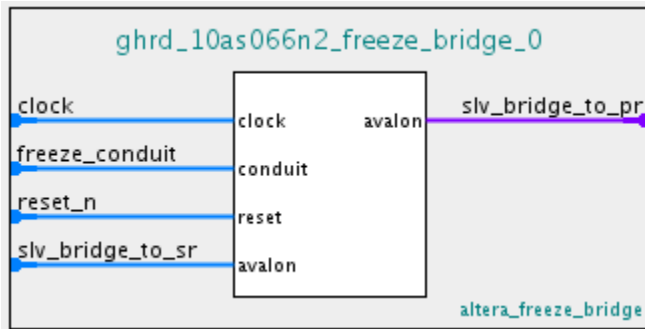 ghrd_10as066n2_freeze_bridge_0
clock
slv_bridge_to_pr
clock
avalon
freeze_conduit
conduit
reset_n
reset
slv_bridge_to_sr
avalon
altera_freeze_bridge